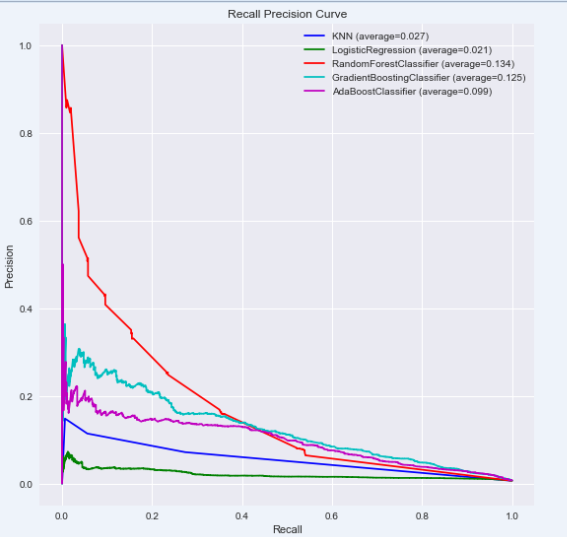 Recall Precision Curve
KNN (average=0.027)
LogisticRegression (average=0.021)
RandomForestClassifier (average=0.134)
GradientBoostingClassifier (average=0.125)
AdaBoostClassifier (average=0.099)
1.0
0.8
0.6
0.4
0.2
0.0
Precision
0.0 0.2 0.4 0.6 0.8 1.0
Recall